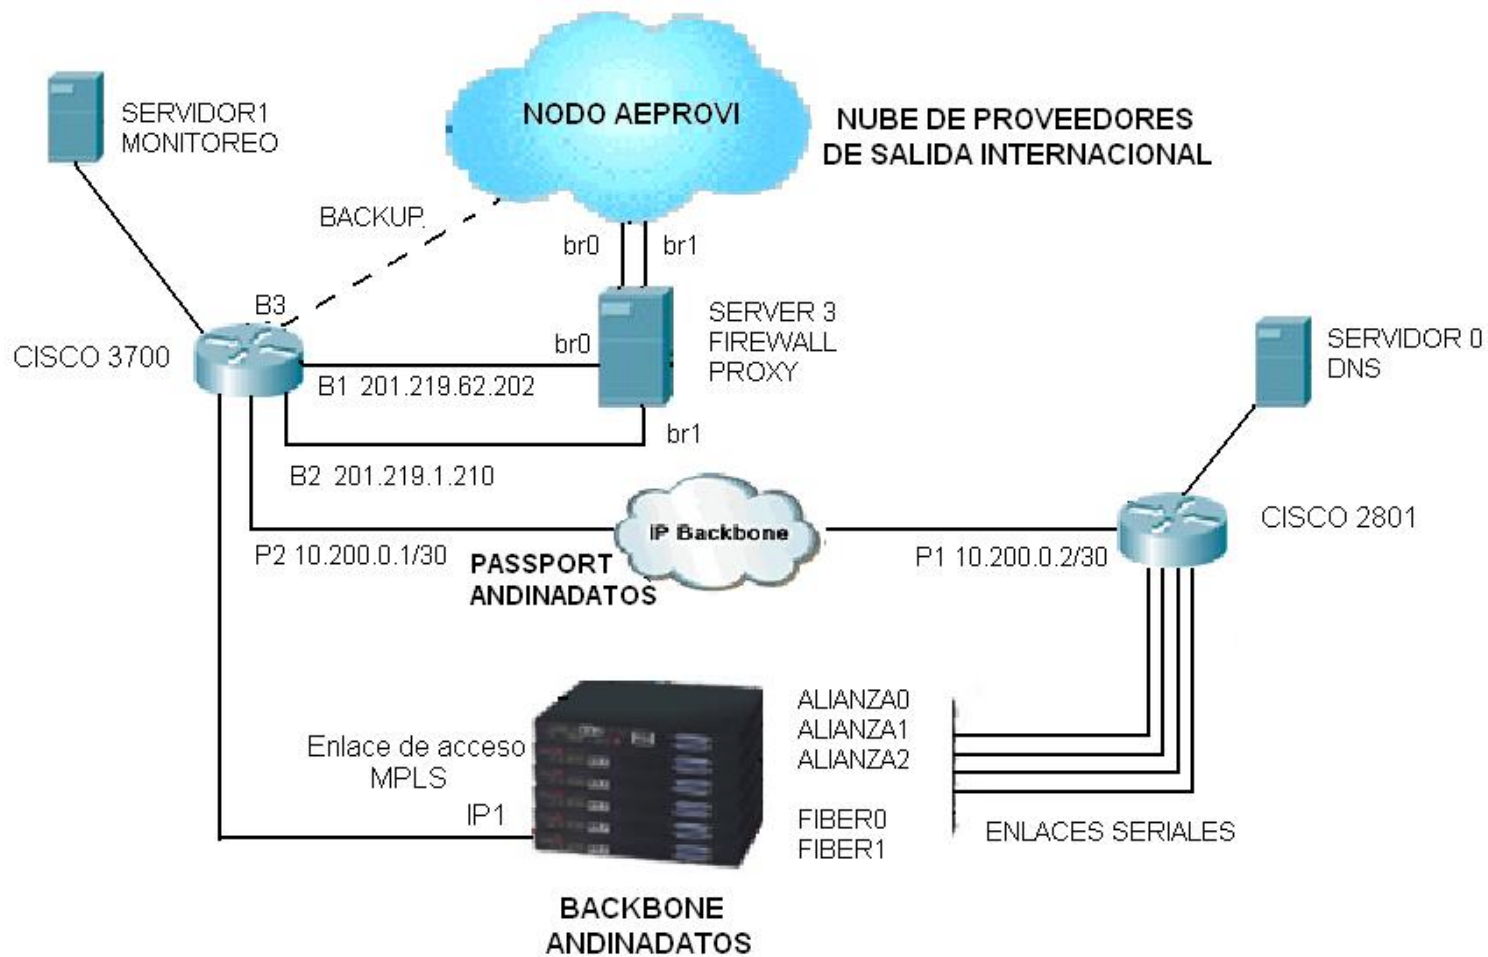 NODO AEPROVI
NUBE DE PROVEEDORES
DE SALIDA INTERNACIONAL
SERVIDOR1
MONITOREO
BACKUP
br0
br1
B3
CISCO 3700
br0
B1 201.219.62.202
SERVER 3
FIREWALL
PROXY
SERVIDOR 0
DNS
br1
B2 201.219.1.210
IP Backbone
CISCO 2801
P2 10.200.0.1/30
PASSPORT
ANDINADATOS
P1 10.200.0.2/30
Enlace de acceso
MPLS
IP1
ALIANZA0
ALIANZA1
ALIANZA2
FIBER0
FIBER1
ENLACES SERIALES
BACKBONE
ANDINADATOS